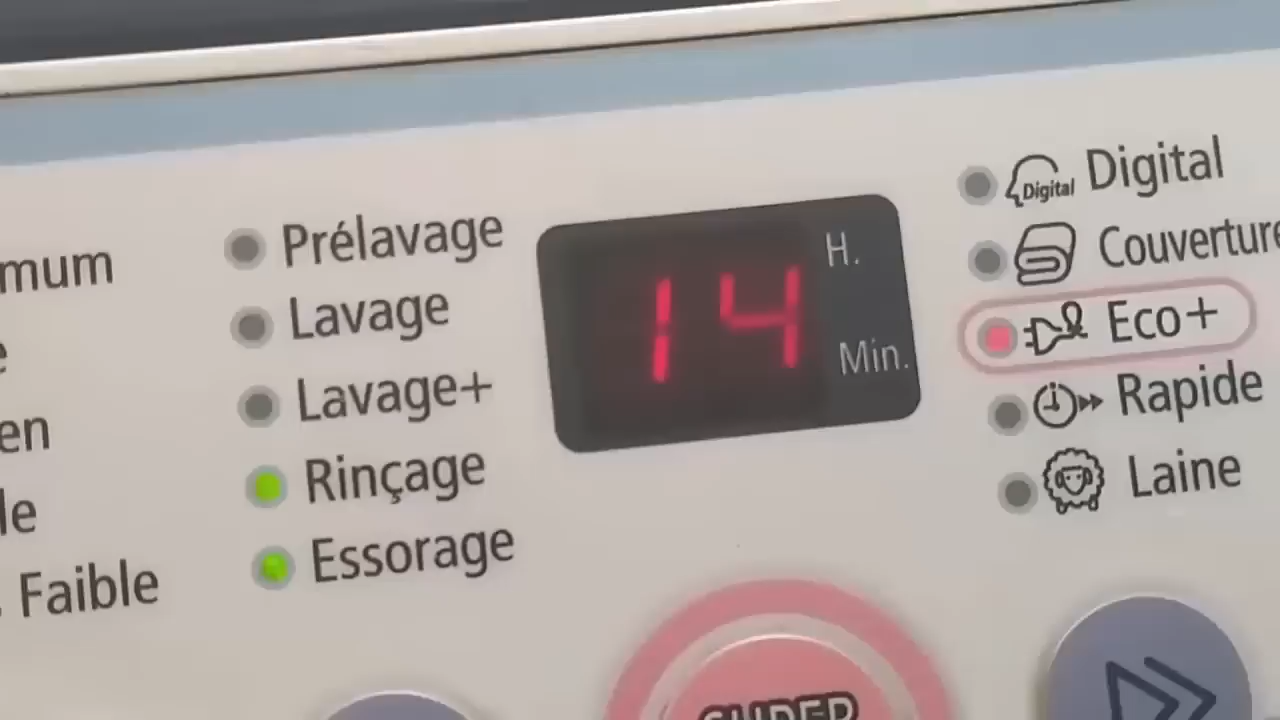 mum
en
le
Faible
Prélavage
Lavage
Lavage+
Rinçage
Essorage
14
H.
Min.
Digital Digital
Couverture
Eco+
Rapide
Laine
SUPER